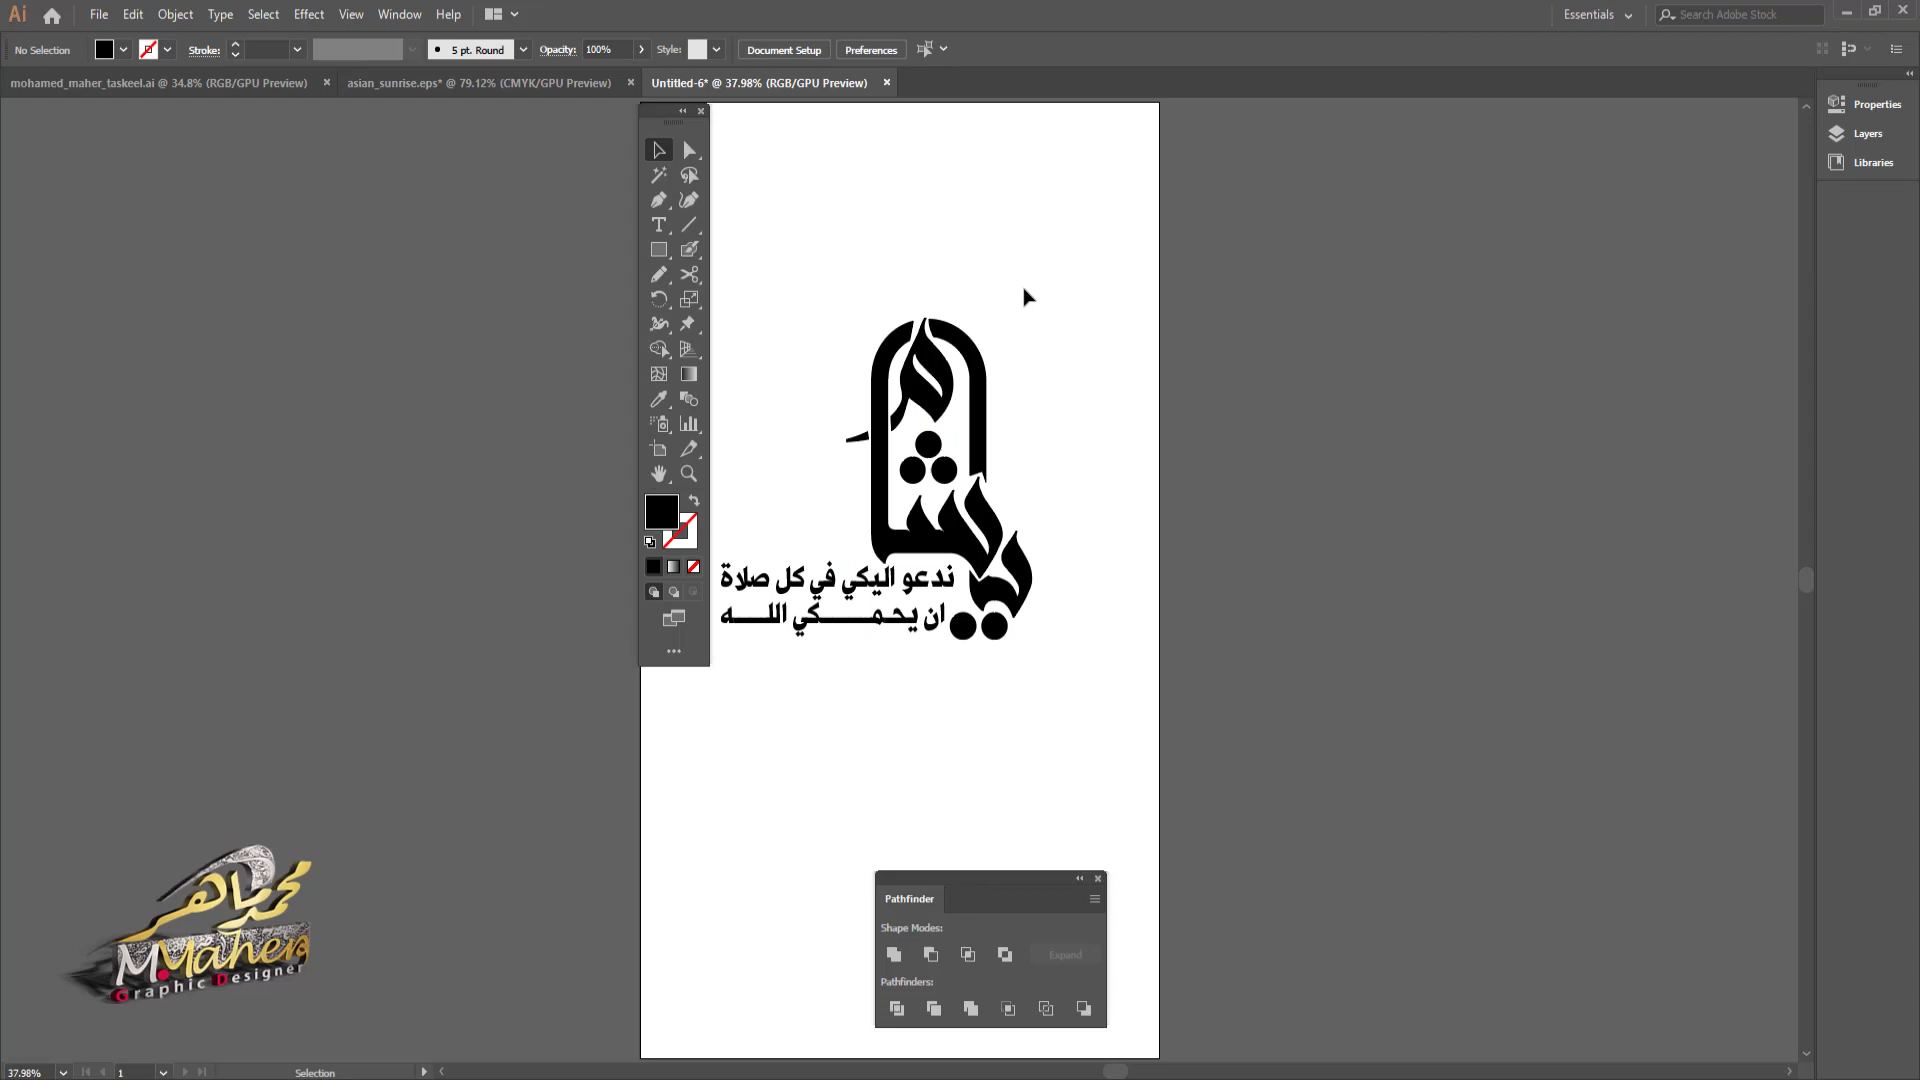 Ai File Edit Object Type Select Effect View Window Help Essentials Search Adobe Stock
No Selection Stroke: 5 pt. Round Opacity: 100% Style: Document Setup Preferences
mohamed_maher_taskeel.ai @ 34.8% (RGB/GPU Preview) asian_sunrise.eps* @ 79.12% (CMYK/GPU Preview) Untitled-6* @ 37.98% (RGB/GPU Preview)
Properties
Layers
Libraries
ندعو اليكي في كل صلاة
ان يحمـــــكي اللـــه
Pathfinder
Shape Modes:
Expand
Pathfinders:
محمد ماهر
M.Maher
Graphic Designer
37.98% 1 Selection